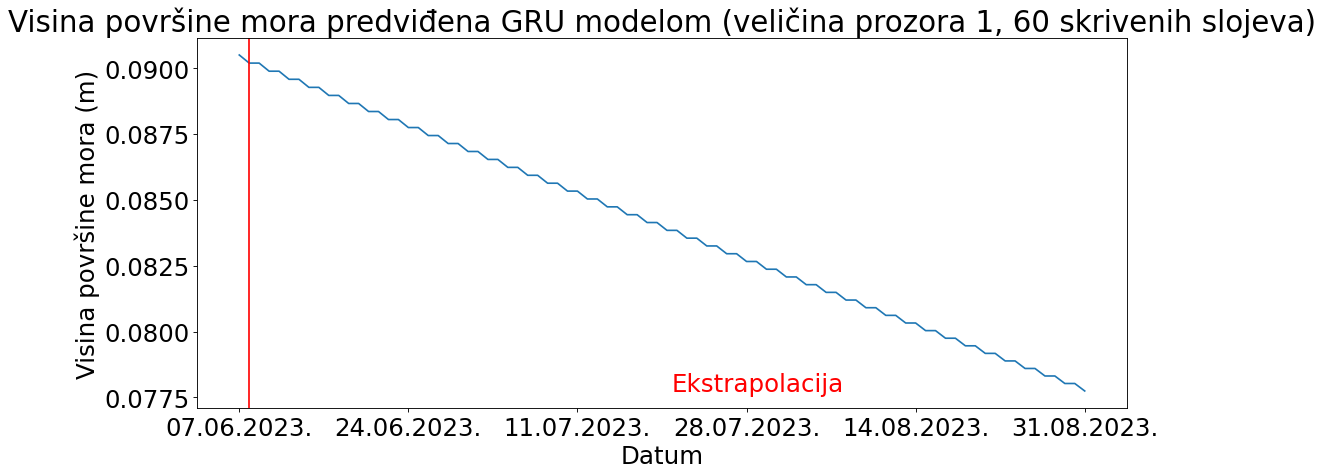 Visina površine mora predviđena GRU modelom (veličina prozora 1, 60 skrivenih slojeva)
Visina površine mora (m)
0.0900
0.0875
0.0850
0.0825
0.0800
0.0775
Ekstrapolacija
07.06.2023. 24.06.2023. 11.07.2023. 28.07.2023. 14.08.2023. 31.08.2023.
Datum